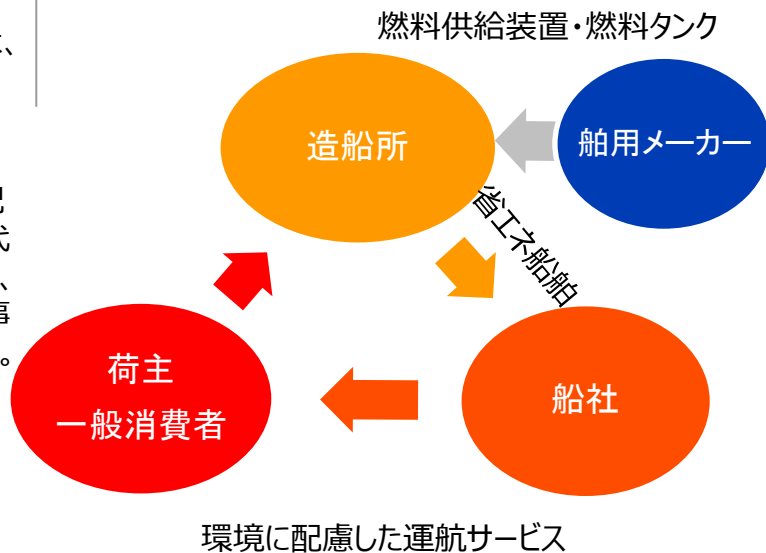 、
燃料供給装置・燃料タンク
造船所
舶用メーカー
省エネ船舶
代
、
事
。
荷主
一般消費者
船社
環境に配慮した運航サービス